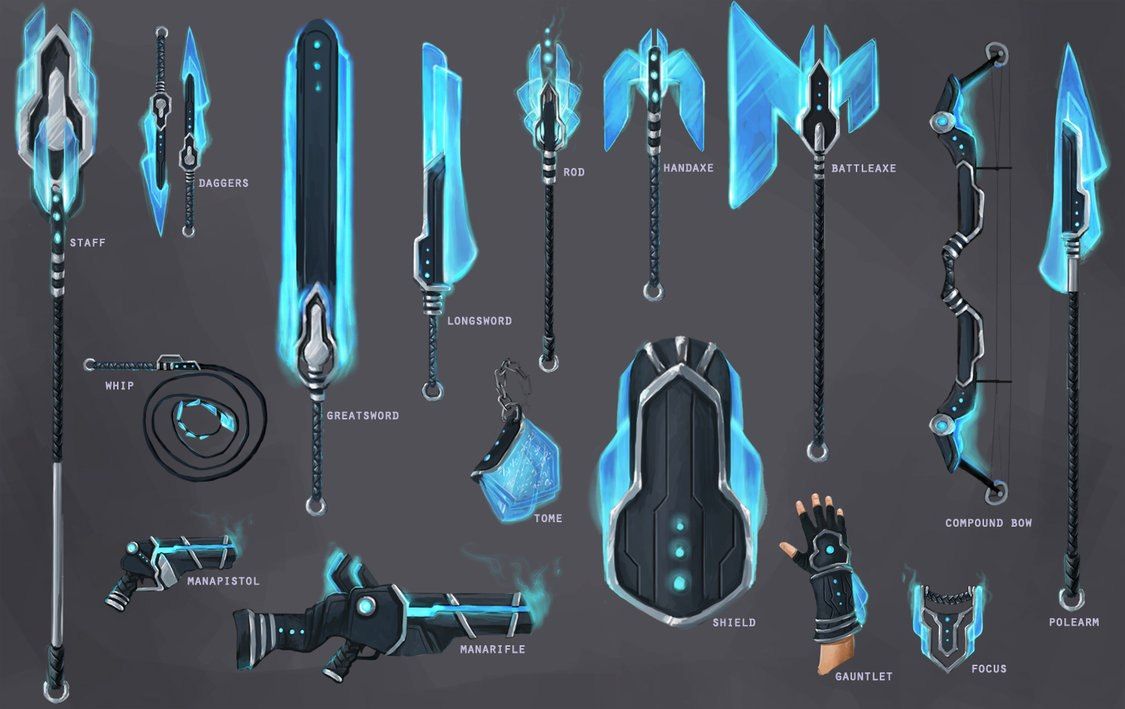 STAFF
DAGGERS
GREATSWORD
LONGSWORD
ROD
HANDAXE
BATTLEAXE
COMPOUND BOW
POLEARM
WHIP
TOME
SHIELD
MANAPISTOL
MANARIFLE
GAUNTLET
FOCUS